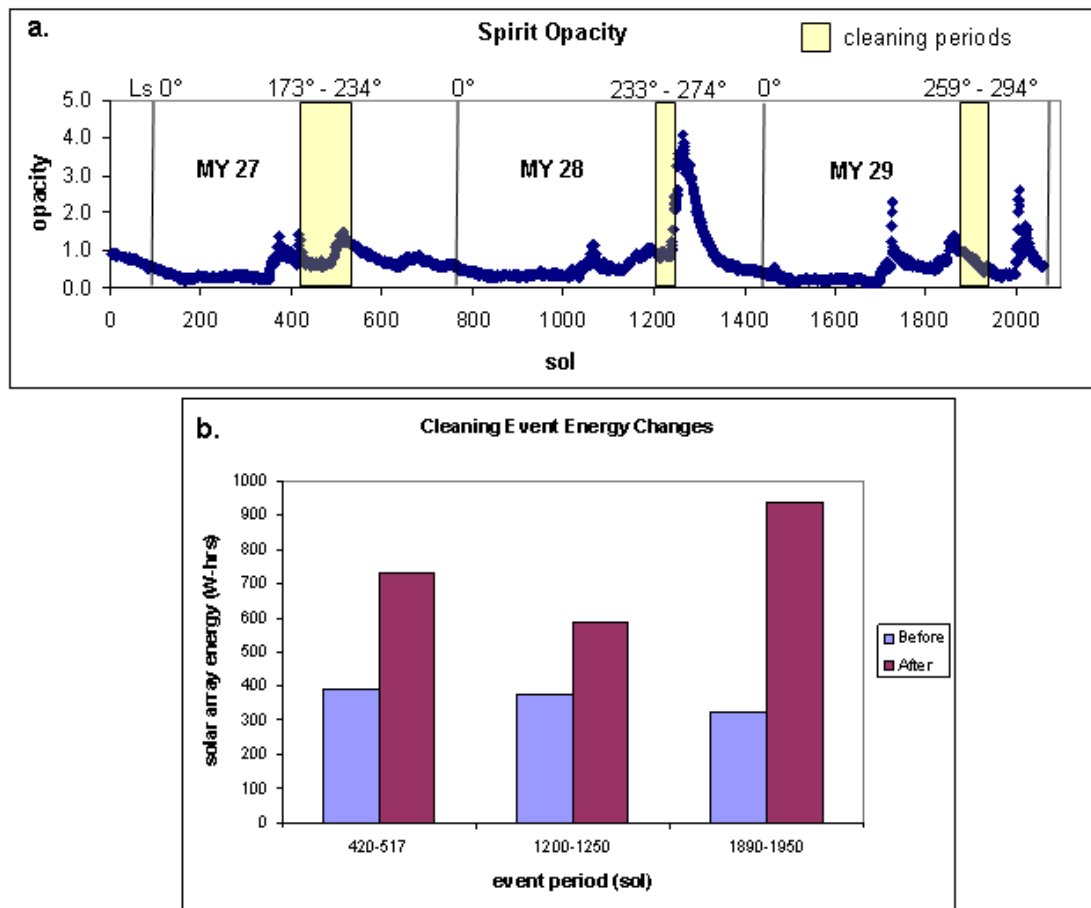 a.
Spirit Opacity
cleaning periods
Ls 0° 173° - 234° 0° 233° - 274° 0° 259° - 294°
5.0
4.0
3.0
2.0
1.0
0.0
opacity
MY 27 MY 28 MY 29
0 200 400 600 800 1000 1200 1400 1600 1800 2000
sol
b.
Cleaning Event Energy Changes
1000
900
800
700
600
500
400
300
200
100
0
solar array energy (W-hrs)
Before
After
420-517 1200-1250 1890-1950
event period (sol)